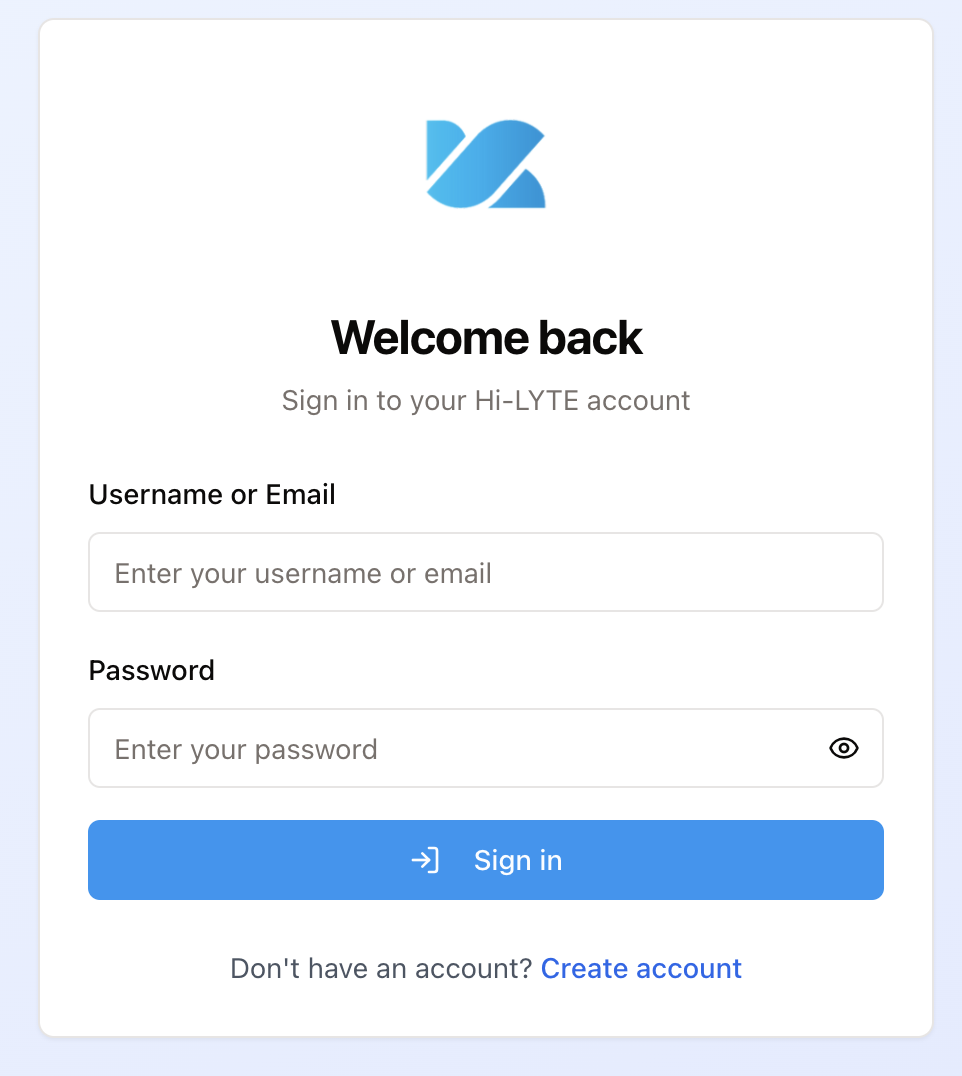 Welcome back
Sign in to your Hi-LYTE account
Username or Email
Enter your username or email
Password
Enter your password
Sign in
Don't have an account? Create account